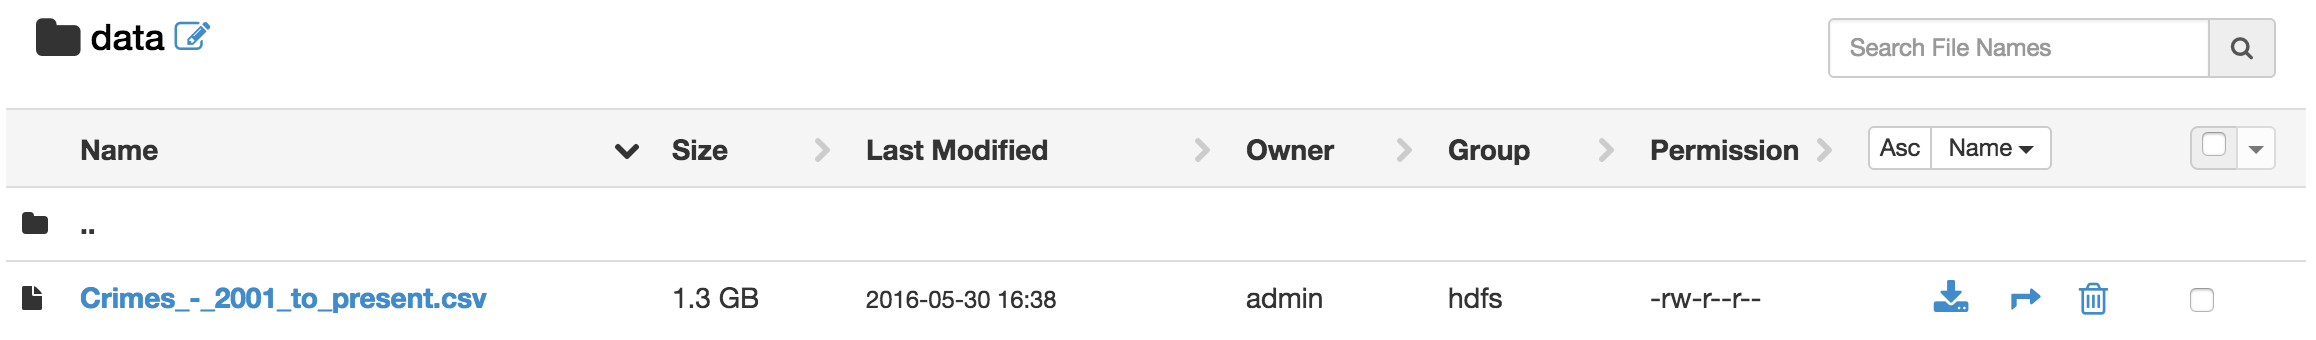 data
Search File Names
Name Size Last Modified Owner Group Permission Asc Name
..
Crimes_-_2001_to_present.csv 1.3 GB 2016-05-30 16:38 admin hdfs -rw-r--r--